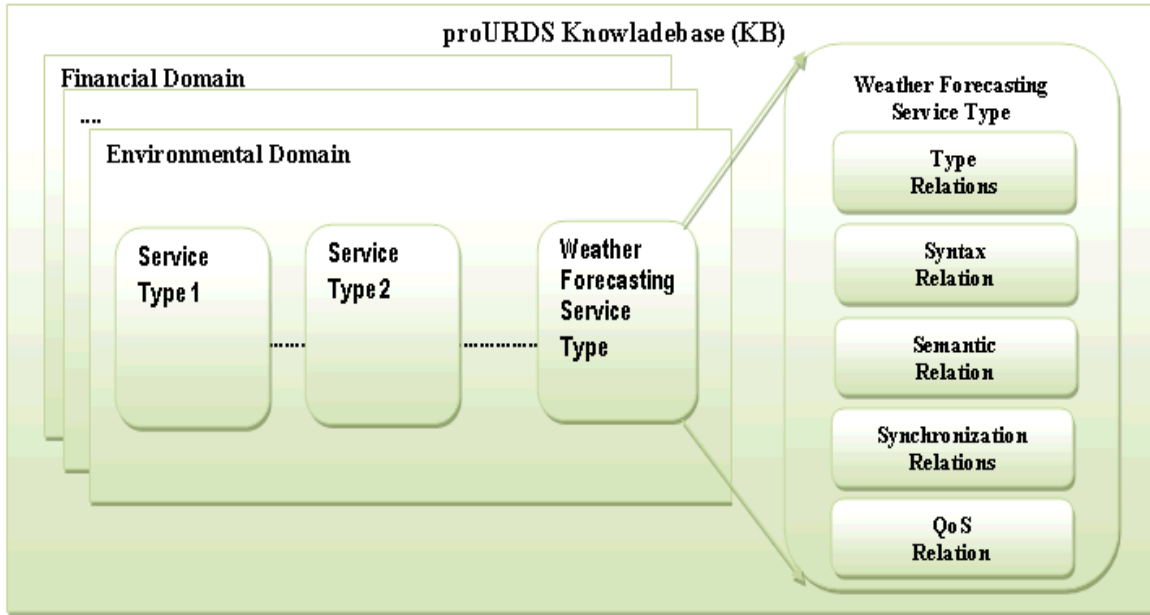 proURDS Knowladebase (KB)
Financial Domain
....
Environmental Domain
Service
Type 1
.......
Service
Type 2
..............
Weather
Forecasting
Service
Type
Weather Forecasting
Service Type
Type
Relations
Syntax
Relation
Semantic
Relation
Synchronization
Relations
QoS
Relation